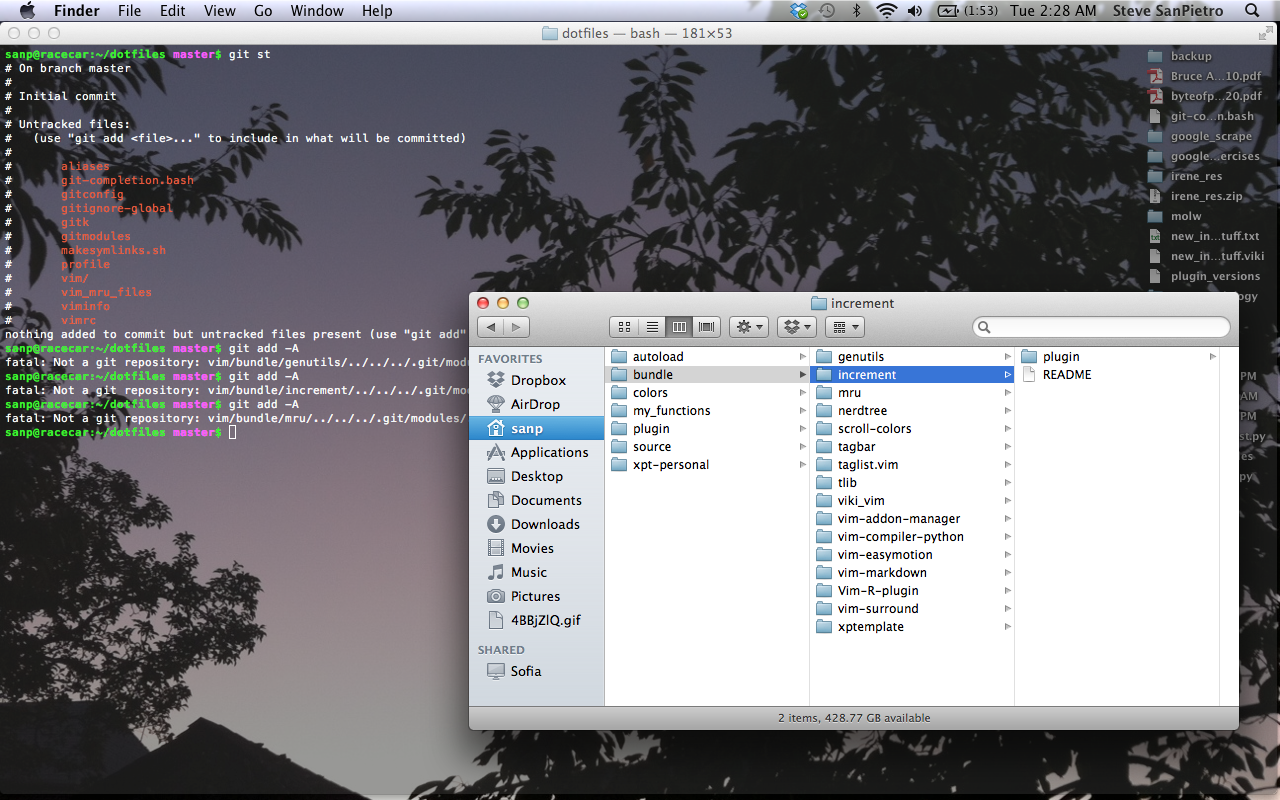 Finder File Edit View Go Window Help (1:53) Tue 2:28 AM Steve SanPietro
dotfiles — bash — 181×53
sanp@racecar:~/dotfiles master$ git st
# On branch master
#
# Initial commit
#
# Untracked files:
#   (use "git add <file>..." to include in what will be committed)
#
#       aliases
#       git-completion.bash
#       gitconfig
#       gitignore-global
#       gitk
#       gitmodules
#       makesymlinks.sh
#       profile
#       vim/
#       vim_mru_files
#       viminfo
#       vimrc
nothing added to commit but untracked files present (use "git add"
sanp@racecar:~/dotfiles master$ git add -A
fatal: Not a git repository: vim/bundle/genutils/../../../.git/mod
sanp@racecar:~/dotfiles master$ git add -A
fatal: Not a git repository: vim/bundle/increment/../../../.git/mo
sanp@racecar:~/dotfiles master$ git add -A
fatal: Not a git repository: vim/bundle/mru/../../../.git/modules/
sanp@racecar:~/dotfiles master$
backup
Bruce A...10.pdf
byteofp...20.pdf
git-co...n.bash
google_scrape
google...ercises
irene_res
irene_res.zip
molw
new_in...tuff.txt
new_in...tuff.viki
plugin_versions
increment
FAVORITES
Dropbox
AirDrop
sanp
Applications
Desktop
Documents
Downloads
Movies
Music
Pictures
4BBjZlQ.gif
SHARED
Sofia
autoload
bundle
colors
my_functions
plugin
source
xpt-personal
genutils
increment
mru
nerdtree
scroll-colors
tagbar
taglist.vim
tlib
viki_vim
vim-addon-manager
vim-compiler-python
vim-easymotion
vim-markdown
Vim-R-plugin
vim-surround
xptemplate
plugin
README
2 items, 428.77 GB available
PM
AM
PM